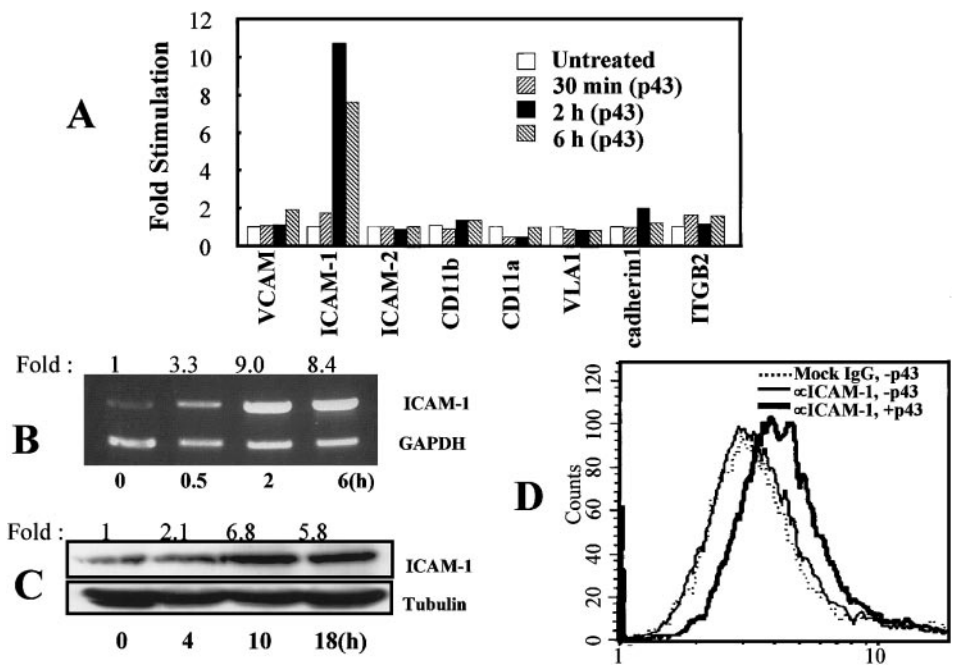 A
Fold Stimulation
12
10
8
6
4
2
0
Untreated
30 min (p43)
2 h (p43)
6 h (p43)
VCAM
ICAM-1
ICAM-2
CD11b
CD11a
VLA1
cadherin1
ITGB2
B
Fold : 1 3.3 9.0 8.4
ICAM-1
GAPDH
0 0.5 2 6(h)
C
Fold : 1 2.1 6.8 5.8
ICAM-1
Tubulin
0 4 10 18(h)
D
Counts
120
100
80
60
40
20
0
Mock IgG, -p43
∝ICAM-1, -p43
∝ICAM-1, +p43
1 10